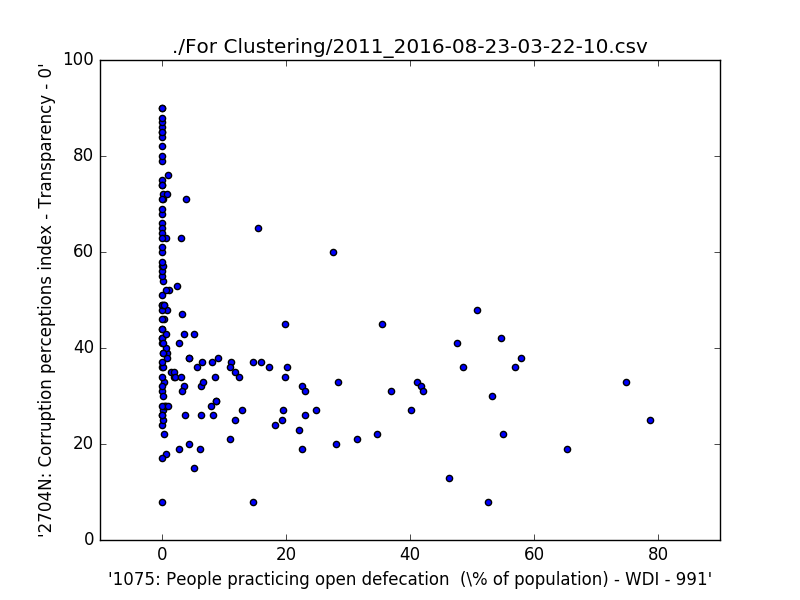 ./For Clustering/2011_2016-08-23-03-22-10.csv
100
80
60
40
20
0
'2704N: Corruption perceptions index - Transparency - 0'
0 20 40 60 80
'1075: People practicing open defecation (\% of population) - WDI - 991'